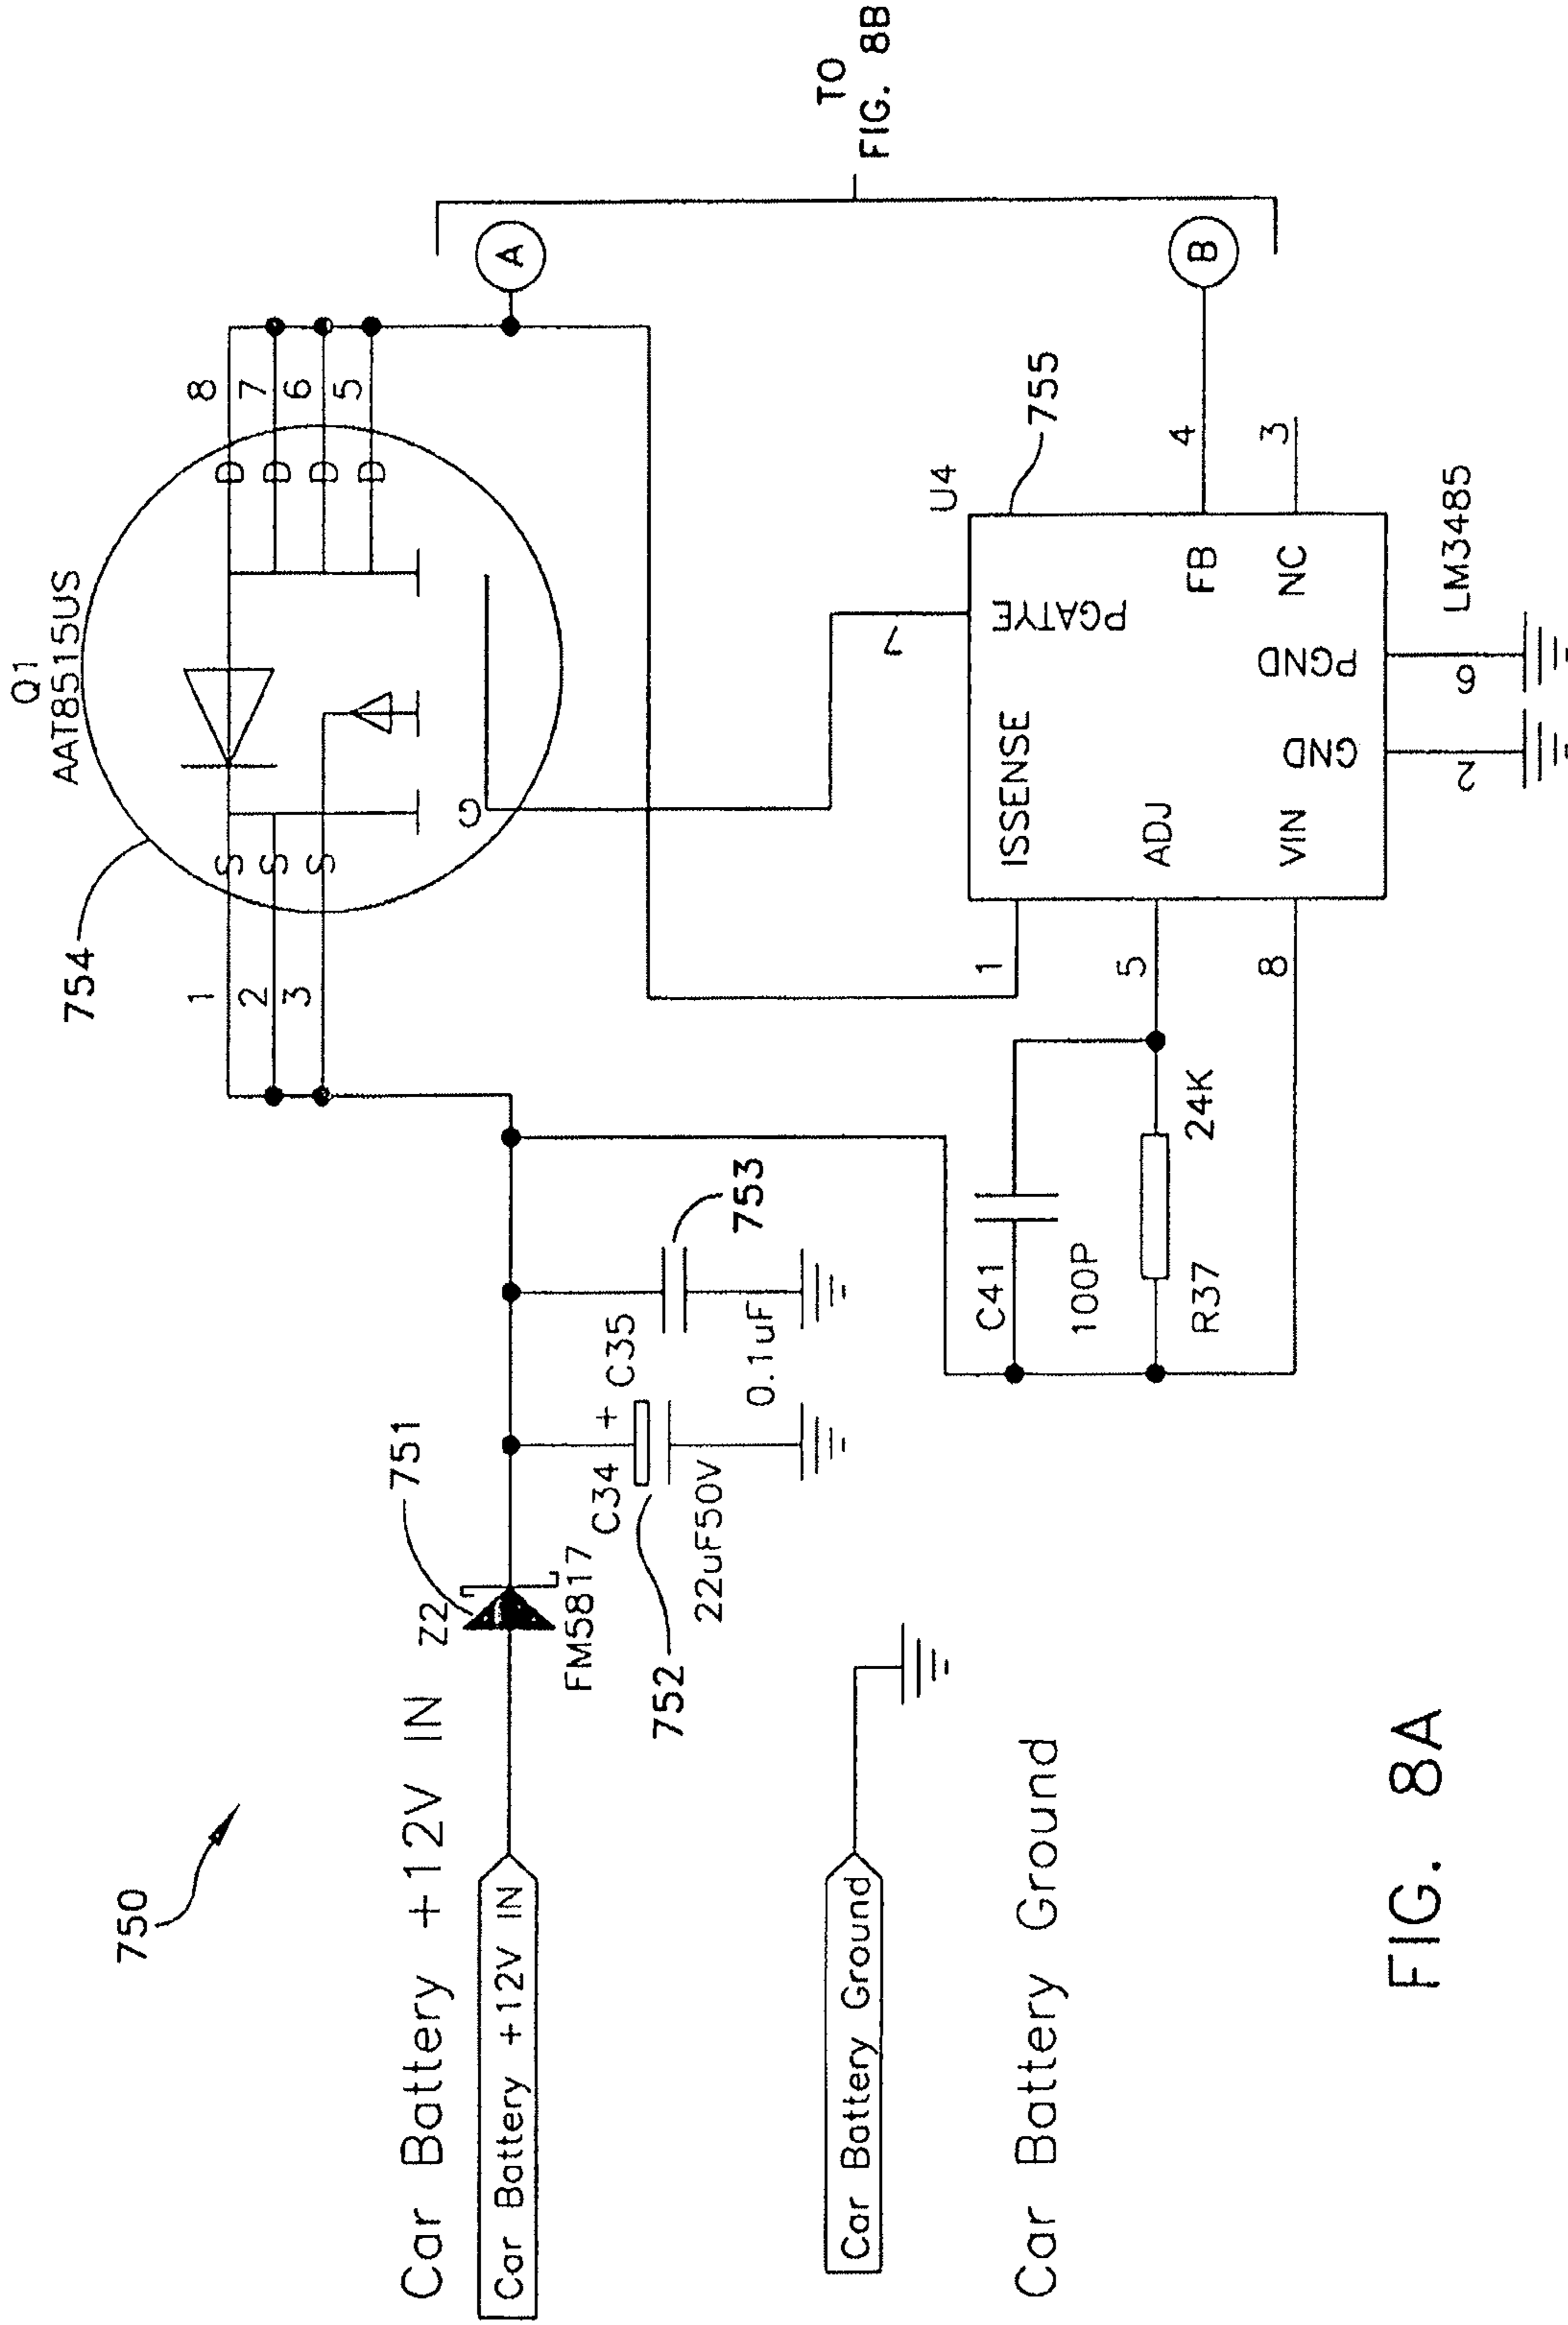 750
Car Battery +12V IN
Car Battery +12V IN
Car Battery Ground
Car Battery Ground
Z2
751
FM5817
C34
+
752
22uF50V
C35
753
0.1uF
754
Q1
AAT8515US
1
2
3
S
S
S
G
D
D
D
D
8
7
6
5
A
TO
FIG. 8B
B
C41
100P
R37
24K
1
5
8
ISSENSE
ADJ
VIN
PGATYE
7
GND
2
PGND
6
FB
NC
4
3
U4
755
LM3485
FIG. 8A